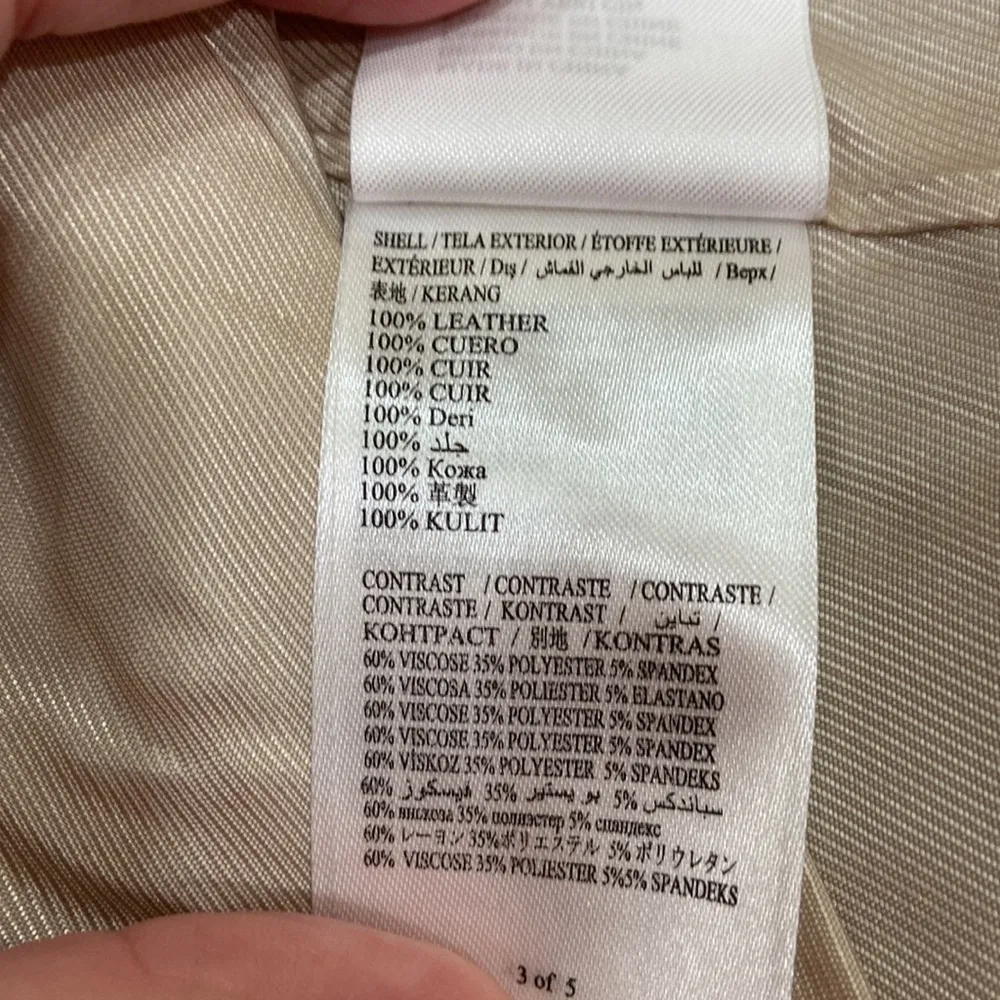 SHELL / TELA EXTERIOR / ÉTOFFE EXTÉRIEURE /
EXTÉRIEUR / Dış / للباس الخارجي القماش / Bepx /
表地 / KERANG
100% LEATHER
100% CUERO
100% CUIR
100% CUIR
100% Deri
100% جلد
100% Кожа
100% 革製
100% KULIT
CONTRAST / CONTRASTE / CONTRASTE /
CONTRASTE / KONTRAST / تباين /
КОНТРАСТ / 別地 / KONTRAS
60% VISCOSE 35% POLYESTER 5% SPANDEX
60% VISCOSA 35% POLIESTER 5% ELASTANO
60% VISCOSE 35% POLYESTER 5% SPANDEX
60% VISCOSE 35% POLYESTER 5% SPANDEX
60% VİSKOZ 35% POLYESTER 5% SPANDEKS
60% فيسكوز 35% بو يستير 5% سباندكس
60% вискоза 35% полиэстер 5% спандекс
60% レーヨン 35% ポリエステル 5% ポリウレタン
60% VISCOSE 35% POLIESTER 5%5% SPANDEKS
3 of 5